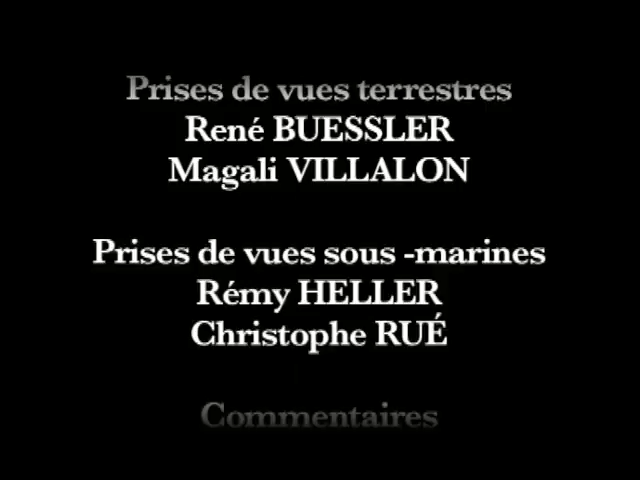 Prises de vues terrestres
René BUESSLER
Magali VILLALON
Prises de vues sous -marines
Rémy HELLER
Christophe RUÉ
Commentaires